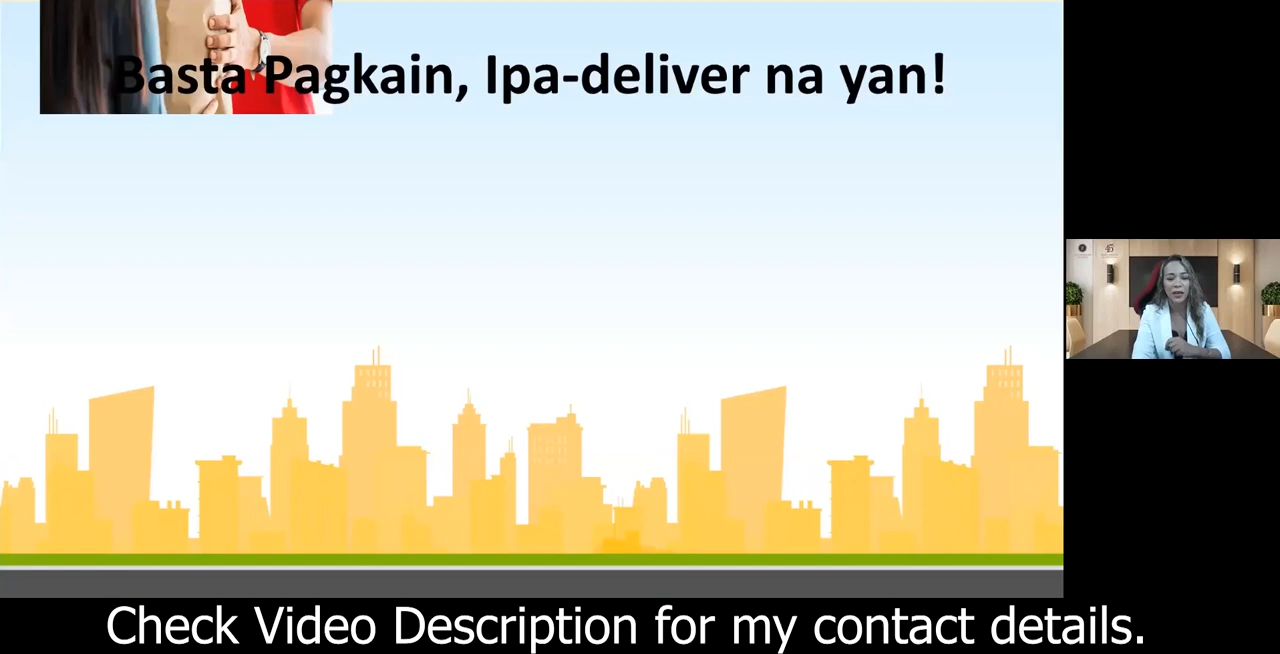 Basta Pagkain, Ipa-deliver na yan!
Check Video Description for my contact details.